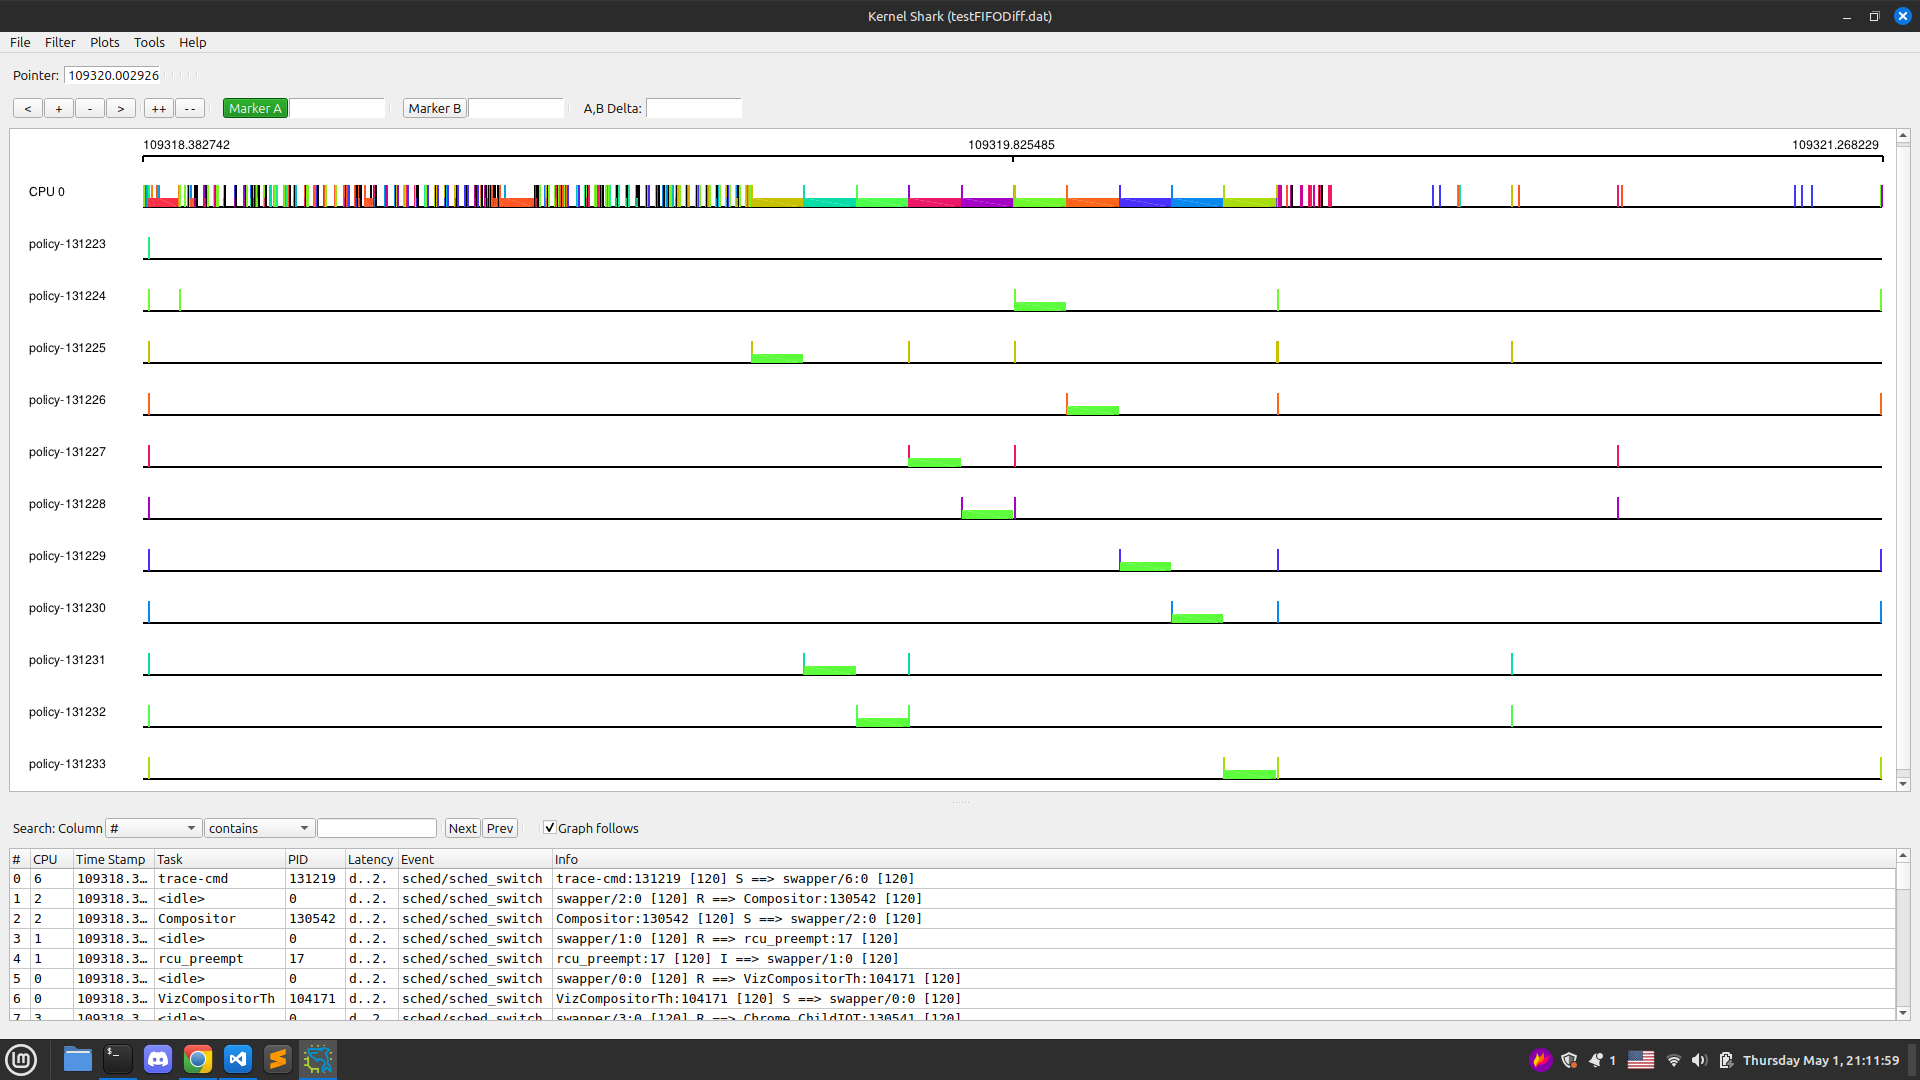 Kernel Shark (testFIFODiff.dat)
File Filter Plots Tools Help
Pointer: 109320.002926
< + - > ++ -- Marker A Marker B A,B Delta:
109318.382742 109319.825485 109321.268229
CPU 0
policy-131223
policy-131224
policy-131225
policy-131226
policy-131227
policy-131228
policy-131229
policy-131230
policy-131231
policy-131232
policy-131233
Search: Column # contains Next Prev Graph follows
# CPU Time Stamp Task PID Latency Event Info
0 6 109318.3… trace-cmd 131219 d..2. sched/sched_switch trace-cmd:131219 [120] S ==> swapper/6:0 [120]
1 2 109318.3… <idle> 0 d..2. sched/sched_switch swapper/2:0 [120] R ==> Compositor:130542 [120]
2 2 109318.3… Compositor 130542 d..2. sched/sched_switch Compositor:130542 [120] S ==> swapper/2:0 [120]
3 1 109318.3… <idle> 0 d..2. sched/sched_switch swapper/1:0 [120] R ==> rcu_preempt:17 [120]
4 1 109318.3… rcu_preempt 17 d..2. sched/sched_switch rcu_preempt:17 [120] I ==> swapper/1:0 [120]
5 0 109318.3… <idle> 0 d..2. sched/sched_switch swapper/0:0 [120] R ==> VizCompositorTh:104171 [120]
6 0 109318.3… VizCompositorTh 104171 d..2. sched/sched_switch VizCompositorTh:104171 [120] S ==> swapper/0:0 [120]
7 3 109318.3… <idle> 0 d..2. sched/sched_switch swapper/3:0 [120] R ==> Chrome_ChildIOT:130541 [120]
1 Thursday May 1, 21:11:59